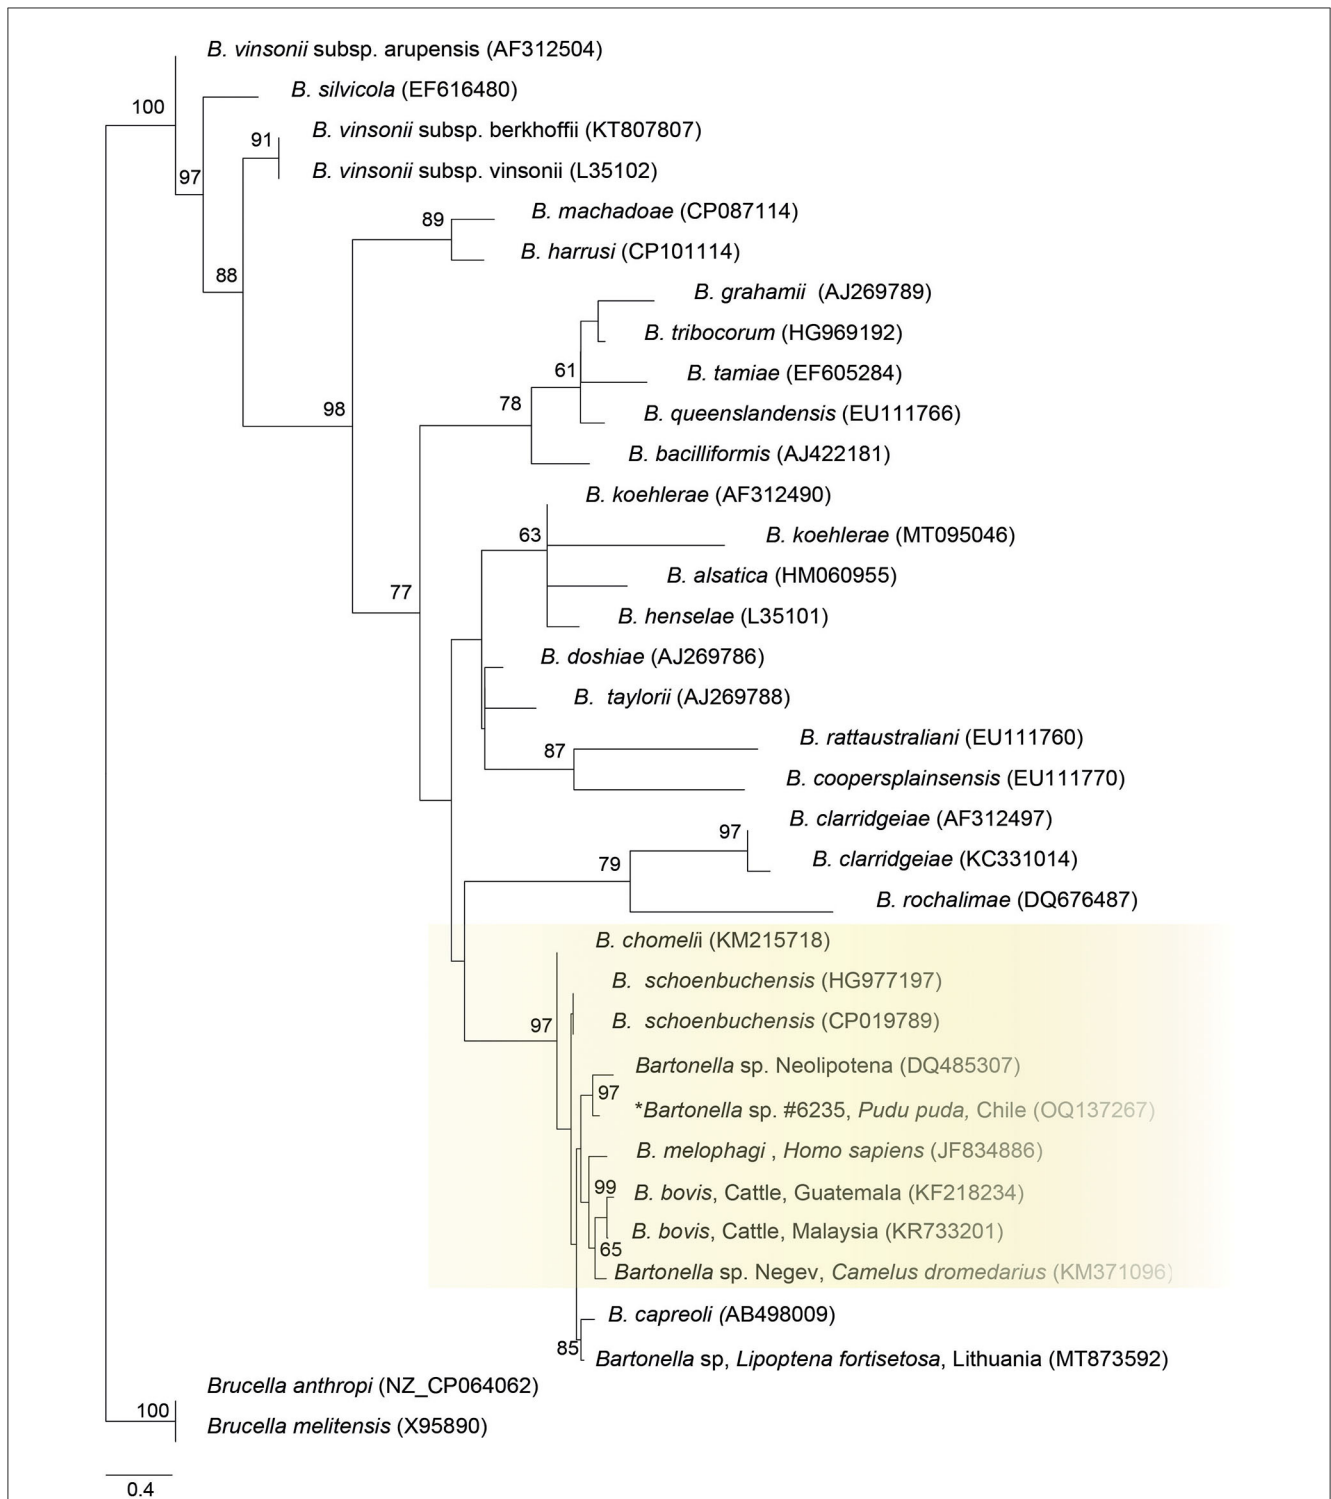 B. vinsonii subsp. arupensis (AF312504)
B. silvicola (EF616480)
100
B. vinsonii subsp. berkhoffii (KT807807)
91
B. vinsonii subsp. vinsonii (L35102)
97
B. machadoae (CP087114)
89
B. harrusi (CP101114)
88
B. grahamii (AJ269789)
B. tribocorum (HG969192)
61
B. tamiae (EF605284)
78
98
B. queenslandensis (EU111766)
B. bacilliformis (AJ422181)
B. koehlerae (AF312490)
63
B. koehlerae (MT095046)
B. alsatica (HM060955)
77
B. henselae (L35101)
B. doshiae (AJ269786)
B. taylorii (AJ269788)
B. rattaustraliani (EU111760)
87
B. coopersplainsensis (EU111770)
B. clarridgeiae (AF312497)
97
B. clarridgeiae (KC331014)
79
B. rochalimae (DQ676487)
B. chomelii (KM215718)
B. schoenbuchensis (HG977197)
B. schoenbuchensis (CP019789)
97
Bartonella sp. Neolipotena (DQ485307)
97
*Bartonella sp. #6235, Pudu puda, Chile (OQ137267)
B. melophagi , Homo sapiens (JF834886)
99
B. bovis, Cattle, Guatemala (KF218234)
B. bovis, Cattle, Malaysia (KR733201)
65
Bartonella sp. Negev, Camelus dromedarius (KM371096)
B. capreoli (AB498009)
85
Bartonella sp, Lipoptena fortisetosa, Lithuania (MT873592)
Brucella anthropi (NZ_CP064062)
100
Brucella melitensis (X95890)
0.4